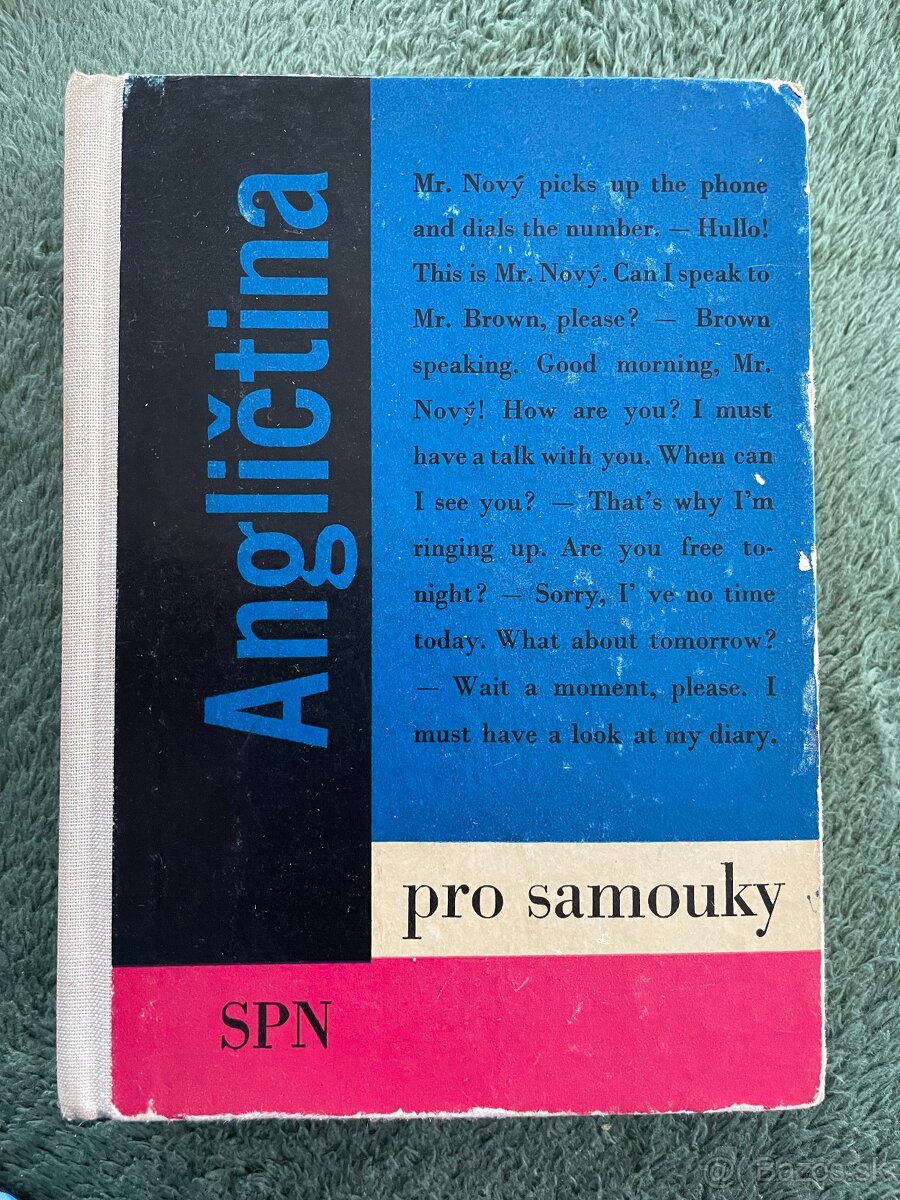 Angličtina
Mr. Nový picks up the phone
and dials the number. — Hullo!
This is Mr. Nový. Can I speak to
Mr. Brown, please? — Brown
speaking. Good morning, Mr.
Nový! How are you? I must
have a talk with you. When can
I see you? — That's why I'm
ringing up. Are you free to-
night? — Sorry, I' ve no time
today. What about tomorrow?
— Wait a moment, please. I
must have a look at my diary.
pro samouky
SPN
@ Bazos.sk